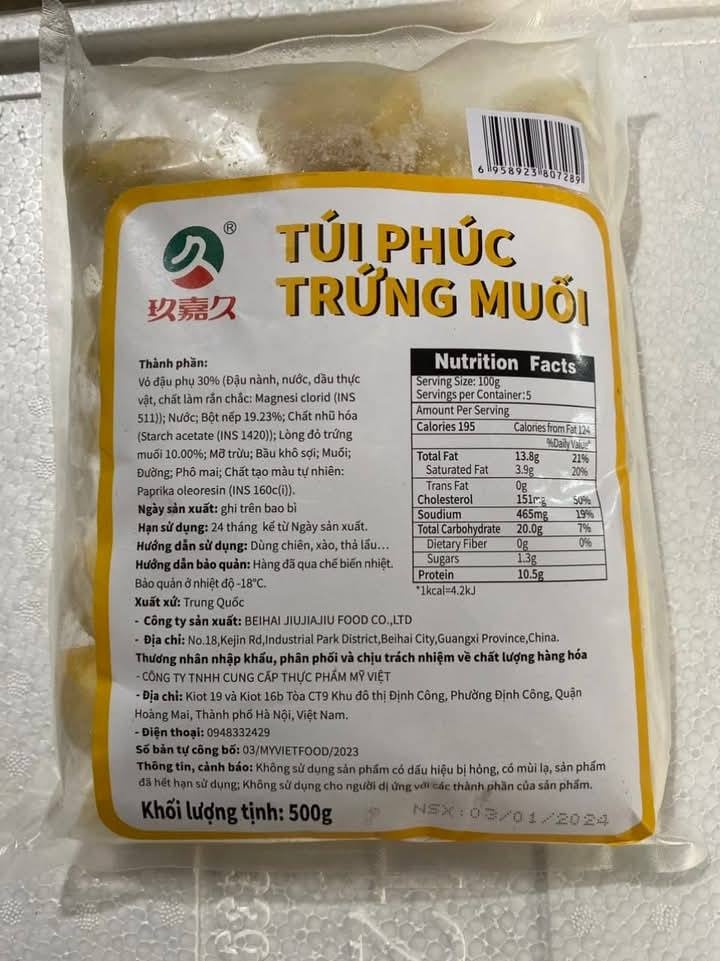 6 958923 807289
®
久
玖嘉久
TÚI PHÚC
TRỨNG MUỐI
Thành phần:
Vỏ đậu phụ 30% (Đậu nành, nước, dầu thực
vật, chất làm rắn chắc: Magnesi clorid (INS
511)); Nước; Bột nếp 19.23%; Chất nhũ hóa
(Starch acetate (INS 1420)); Lòng đỏ trứng
muối 10.00%; Mỡ trừu; Bầu khô sợi; Muối;
Đường; Phô mai; Chất tạo màu tự nhiên:
Paprika oleoresin (INS 160c(i)).
Ngày sản xuất: ghi trên bao bì
Hạn sử dụng: 24 tháng kể từ Ngày sản xuất.
Hướng dẫn sử dụng: Dùng chiên, xào, thả lẩu...
Hướng dẫn bảo quản: Hàng đã qua chế biến nhiệt.
Bảo quản ở nhiệt độ -18°C.
Xuất xứ: Trung Quốc
Nutrition Facts
Serving Size: 100g
Servings per Container:5
Amount Per Serving
Calories 195 Calories from Fat 124
%Daily Value*
Total Fat 13.8g 21%
Saturated Fat 3.9g 20%
Trans Fat 0g
Cholesterol 151mg 50%
Soudium 465mg 19%
Total Carbohydrate 20.0g 7%
Dietary Fiber 0g 0%
Sugars 1.3g
Protein 10.5g
*1kcal=4.2kJ
- Công ty sản xuất: BEIHAI JIUJIAJIU FOOD CO.,LTD
- Địa chỉ: No.18,Kejin Rd,Industrial Park District,Beihai City,Guangxi Province,China.
Thương nhân nhập khẩu, phân phối và chịu trách nhiệm về chất lượng hàng hóa
- CÔNG TY TNHH CUNG CẤP THỰC PHẨM MỸ VIỆT
- Địa chỉ: Kiot 19 và Kiot 16b Tòa CT9 Khu đô thị Định Công, Phường Định Công, Quận
Hoàng Mai, Thành phố Hà Nội, Việt Nam.
- Điện thoại: 0948332429
Số bản tự công bố: 03/MYVIETFOOD/2023
Thông tin, cảnh báo: Không sử dụng sản phẩm có dấu hiệu bị hỏng, có mùi lạ, sản phẩm
đã hết hạn sử dụng; Không sử dụng cho người dị ứng với các thành phần của sản phẩm.
Khối lượng tịnh: 500g
NSX:03/01/2024